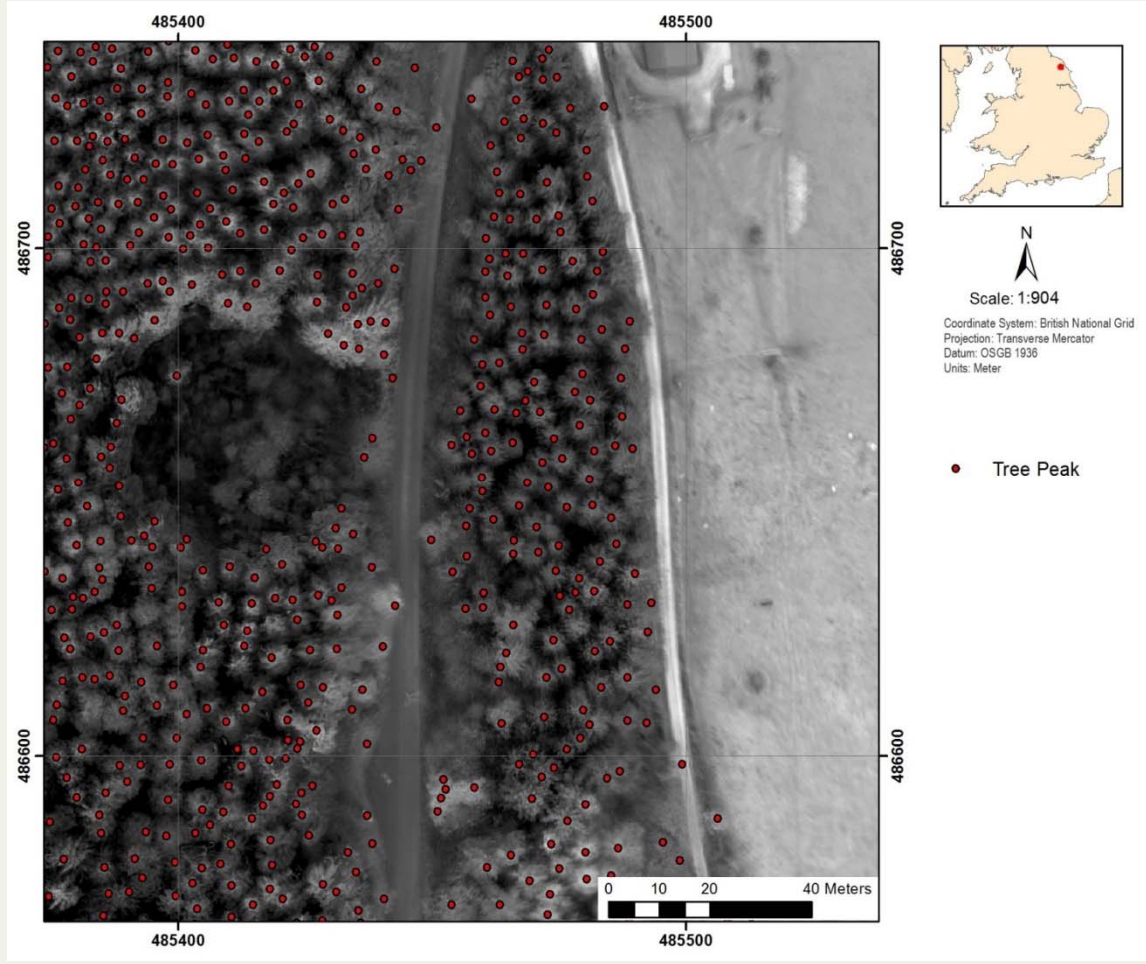 485400
485500
486700
486700
N
Scale: 1:904
Coordinate System: British National Grid
Projection: Transverse Mercator
Datum: OSGB 1936
Units: Meter
Tree Peak
486600
486600
0 10 20 40 Meters
485400
485500